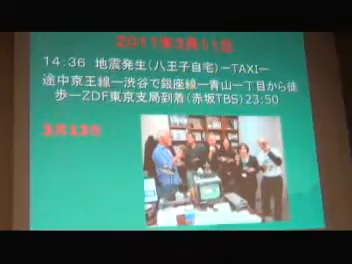 2011年3月11日
14:36 地震発生(八王子自宅)ーTAXIー
途中京王線ー渋谷で銀座線ー青山一丁目から徒
歩ーZDF東京支局到着(赤坂TBS)23:50
3月13日